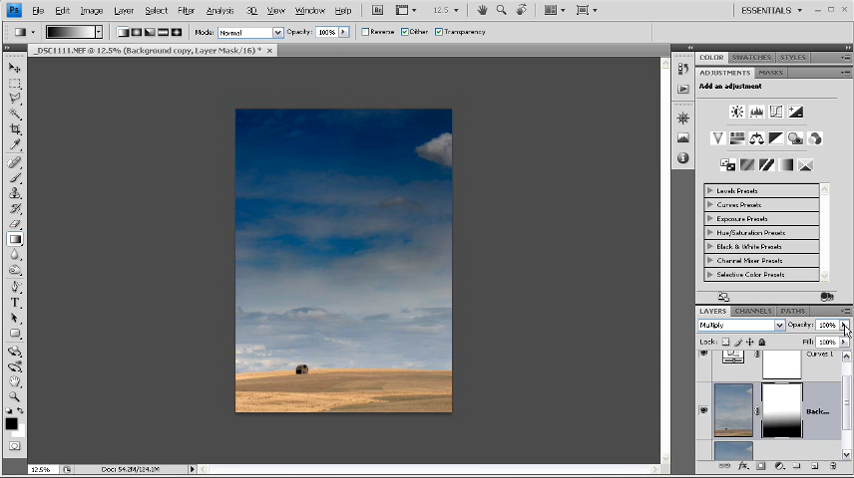 Ps File Edit Image Layer Select Filter Analysis 3D View Window Help Br 12.5 ESSENTIALS
Mode: Normal Opacity: 100% Reverse Dither Transparency
_DSC1111.NEF @ 12.5% (Background copy, Layer Mask/16) *
COLOR SWATCHES STYLES
ADJUSTMENTS MASKS
Add an adjustment
Levels Presets
Curves Presets
Exposure Presets
Hue/Saturation Presets
Black & White Presets
Channel Mixer Presets
Selective Color Presets
LAYERS CHANNELS PATHS
Multiply Opacity: 100%
Lock: Fill: 100%
Curves 1
Back...
12.5% Doc: 54.2M/124.1M